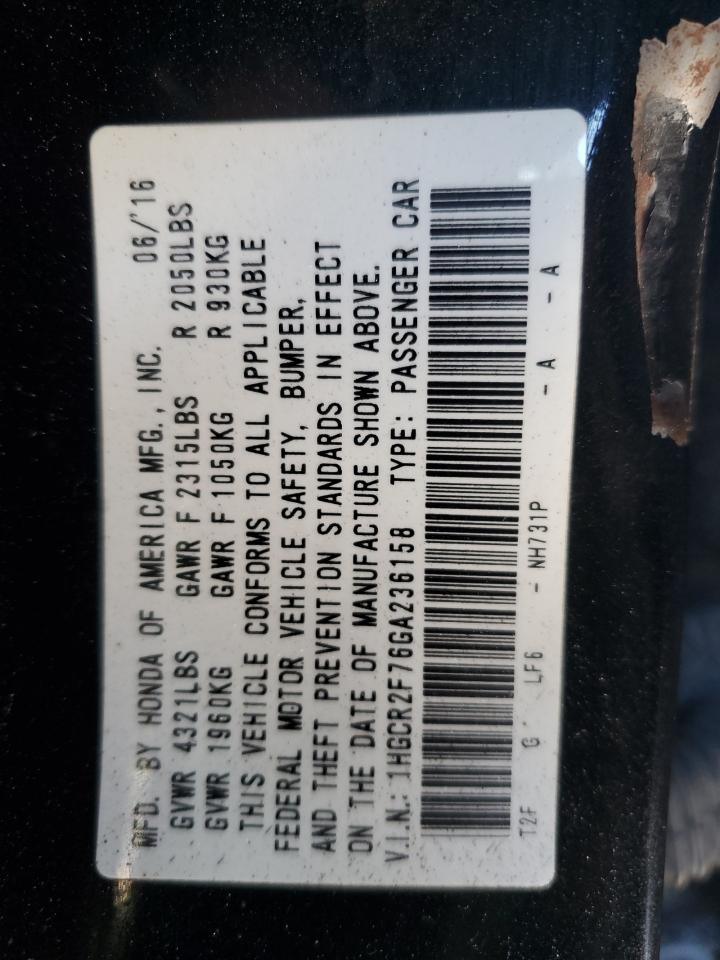 MFD. BY HONDA OF AMERICA MFG., INC. 06/'16
GVWR 4321LBS GAWR F 2315LBS R 2050LBS
GVWR 1960KG GAWR F 1050KG R 930KG
THIS VEHICLE CONFORMS TO ALL APPLICABLE
FEDERAL MOTOR VEHICLE SAFETY, BUMPER,
AND THEFT PREVENTION STANDARDS IN EFFECT
ON THE DATE OF MANUFACTURE SHOWN ABOVE.
V.I.N.: 1HGCR2F76GA236158 TYPE: PASSENGER CAR
T2F G LF6 - NH731P - A - A